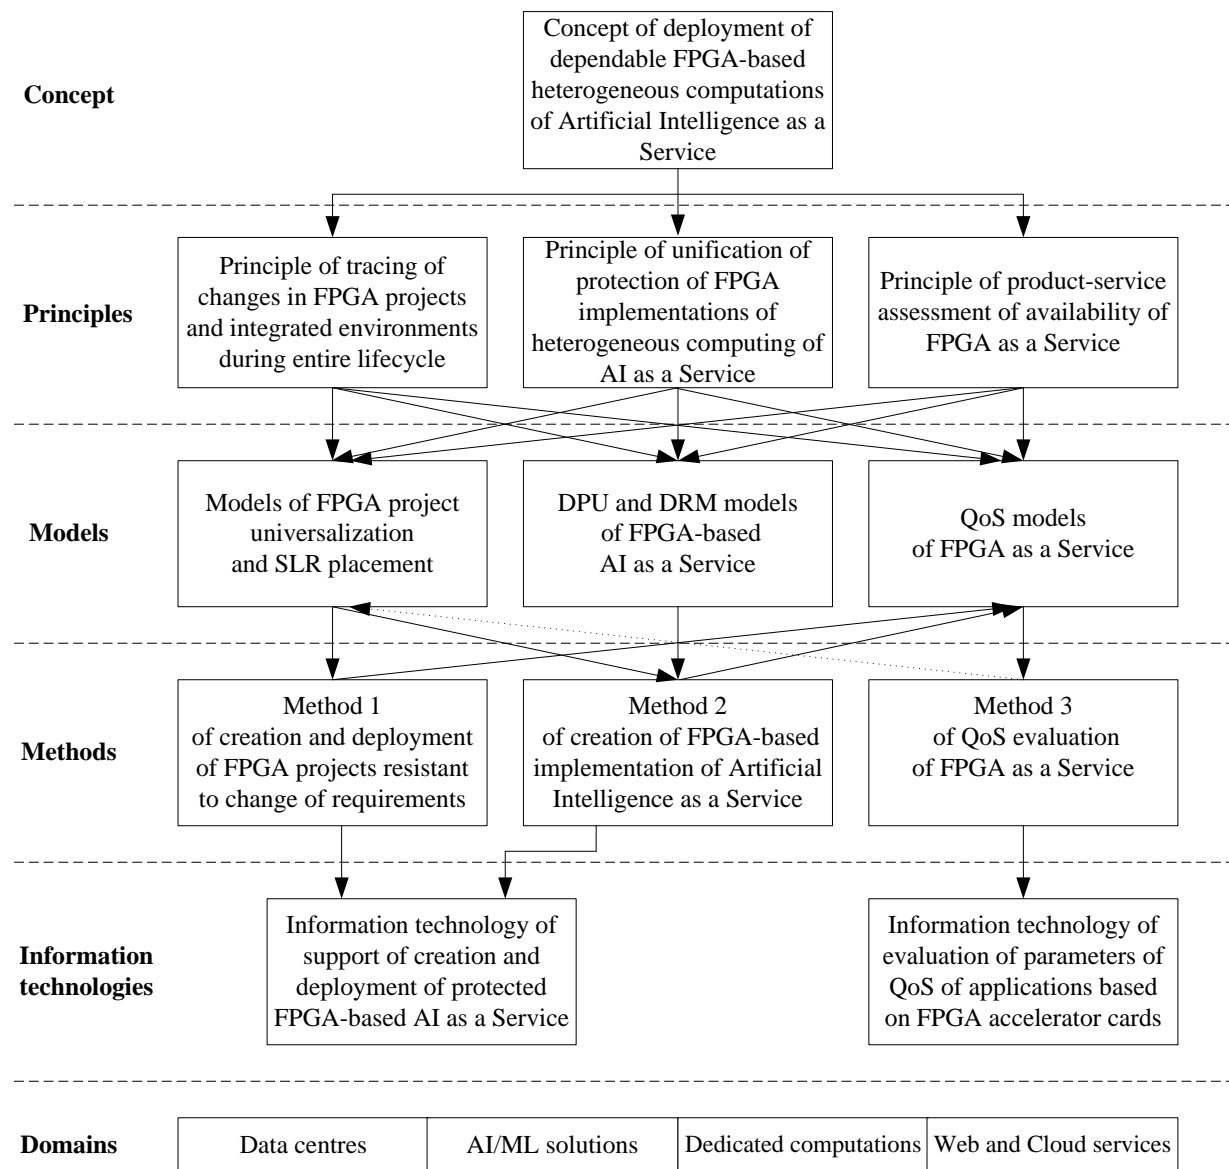 Concept
Concept of deployment of
dependable FPGA-based
heterogeneous computations
of Artificial Intelligence as a
Service
Principles
Principle of tracing of
changes in FPGA projects
and integrated environments
during entire lifecycle
Principle of unification of
protection of FPGA
implementations of
heterogeneous computing of
AI as a Service
Principle of product-service
assessment of availability of
FPGA as a Service
Models
Models of FPGA project
universalization
and SLR placement
DPU and DRM models
of FPGA-based
AI as a Service
QoS models
of FPGA as a Service
Methods
Method 1
of creation and deployment
of FPGA projects resistant
to change of requirements
Method 2
of creation of FPGA-based
implementation of Artificial
Intelligence as a Service
Method 3
of QoS evaluation
of FPGA as a Service
Information
technologies
Information technology of
support of creation and
deployment of protected
FPGA-based AI as a Service
Information technology of
evaluation of parameters of
QoS of applications based
on FPGA accelerator cards
Domains
Data centres
AI/ML solutions
Dedicated computations
Web and Cloud services